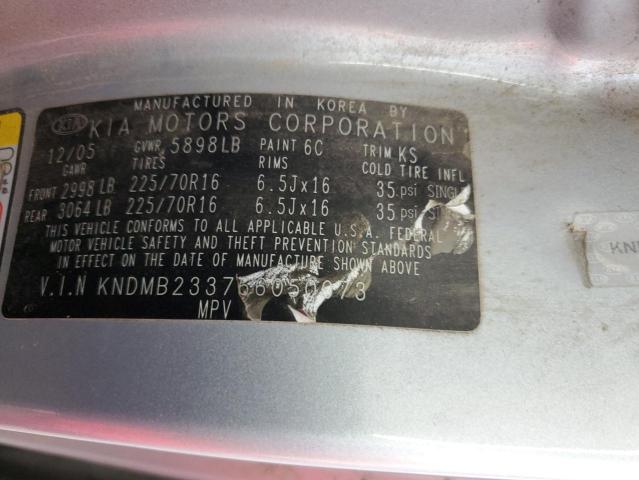 MANUFACTURED IN KOREA BY
KIA KIA MOTORS CORPORATION
12/05 GVWR 5898LB PAINT 6C TRIM KS
GAWR TIRES RIMS COLD TIRE INFL
FRONT 2998 LB 225/70R16 6.5Jx16 35 psi SINGL
REAR 3064 LB 225/70R16 6.5Jx16 35 psi
THIS VEHICLE CONFORMS TO ALL APPLICABLE U.S.A. FEDERAL
MOTOR VEHICLE SAFETY AND THEFT PREVENTION STANDARDS
IN EFFECT ON THE DATE OF MANUFACTURE SHOWN ABOVE
V.I.N
MPV
KN